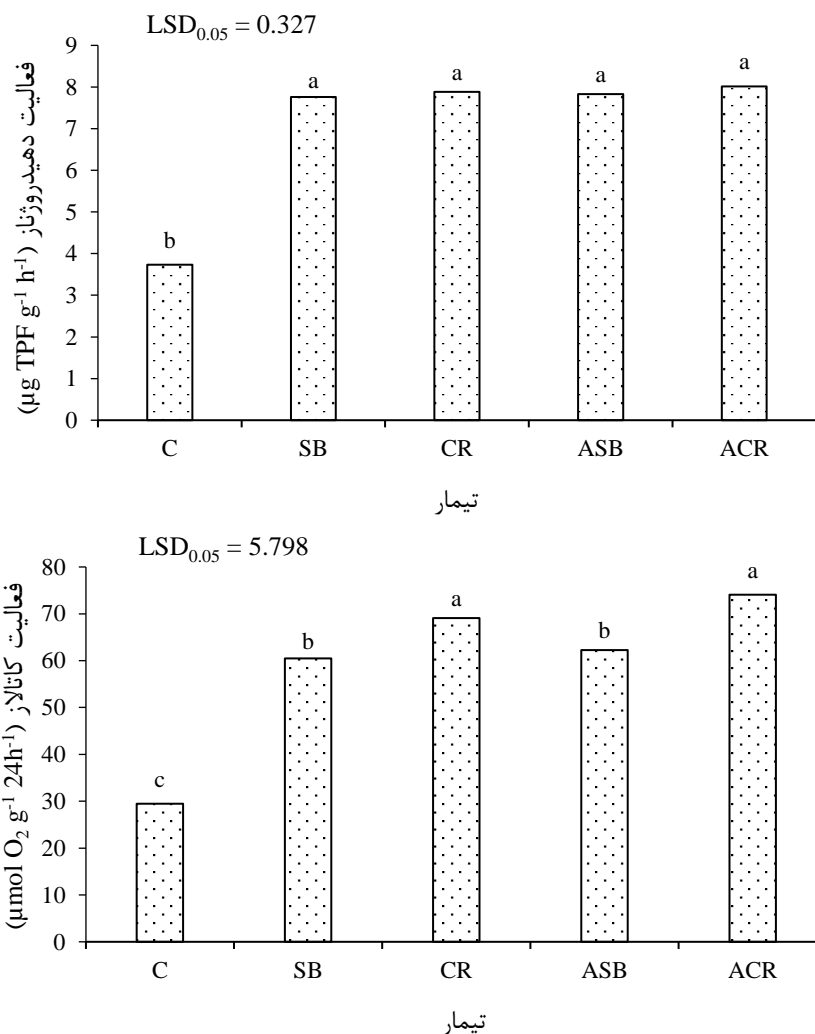 LSD0.05 = 0.327
فعالیت دهیدروژناز (µg TPF g-1 h-1)
9
8
7
6
5
4
3
2
1
0
b
a
a
a
a
C SB CR ASB ACR
تیمار
LSD0.05 = 5.798
فعالیت کاتالاز (µmol O2 g-1 24h-1)
80
70
60
50
40
30
20
10
0
c
b
a
b
a
C SB CR ASB ACR
تیمار